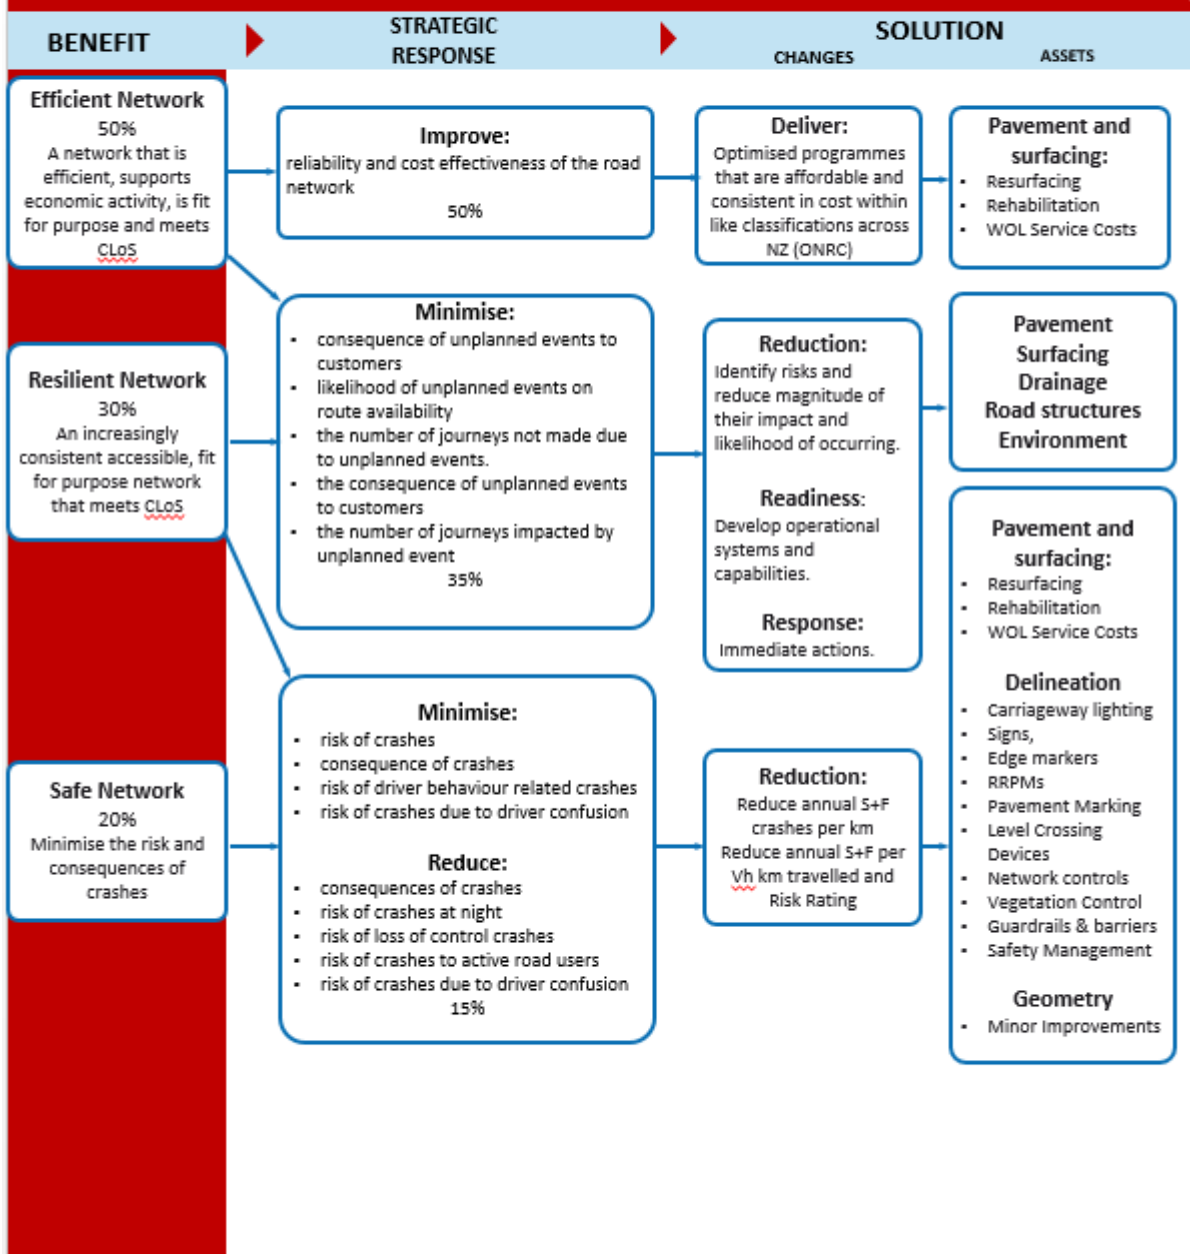 BENEFIT
STRATEGIC
RESPONSE
SOLUTION
CHANGES
ASSETS
Efficient Network
50%
A network that is
efficient, supports
economic activity, is fit
for purpose and meets
CLoS
Improve:
reliability and cost effectiveness of the road
network
50%
Deliver:
Optimised programmes
that are affordable and
consistent in cost within
like classifications across
NZ (ONRC)
Pavement and
surfacing:
▪ Resurfacing
▪ Rehabilitation
▪ WOL Service Costs
Resilient Network
30%
An increasingly
consistent accessible, fit
for purpose network
that meets CLoS
Minimise:
▪ consequence of unplanned events to
customers
▪ likelihood of unplanned events on
route availability
▪ the number of journeys not made due
to unplanned events.
▪ the consequence of unplanned events
to customers
▪ the number of journeys impacted by
unplanned event
35%
Reduction:
Identify risks and
reduce magnitude of
their impact and
likelihood of occurring.
Readiness:
Develop operational
systems and
capabilities.
Response:
Immediate actions.
Pavement
Surfacing
Drainage
Road structures
Environment
Safe Network
20%
Minimise the risk and
consequences of
crashes
Minimise:
▪ risk of crashes
▪ consequence of crashes
▪ risk of driver behaviour related crashes
▪ risk of crashes due to driver confusion
Reduce:
▪ consequences of crashes
▪ risk of crashes at night
▪ risk of loss of control crashes
▪ risk of crashes to active road users
▪ risk of crashes due to driver confusion
15%
Reduction:
Reduce annual S+F
crashes per km
Reduce annual S+F per
Vh km travelled and
Risk Rating
Pavement and
surfacing:
▪ Resurfacing
▪ Rehabilitation
▪ WOL Service Costs
Delineation
▪ Carriageway lighting
▪ Signs,
▪ Edge markers
▪ RRPMs
▪ Pavement Marking
▪ Level Crossing
Devices
▪ Network controls
▪ Vegetation Control
▪ Guardrails & barriers
▪ Safety Management
Geometry
▪ Minor Improvements